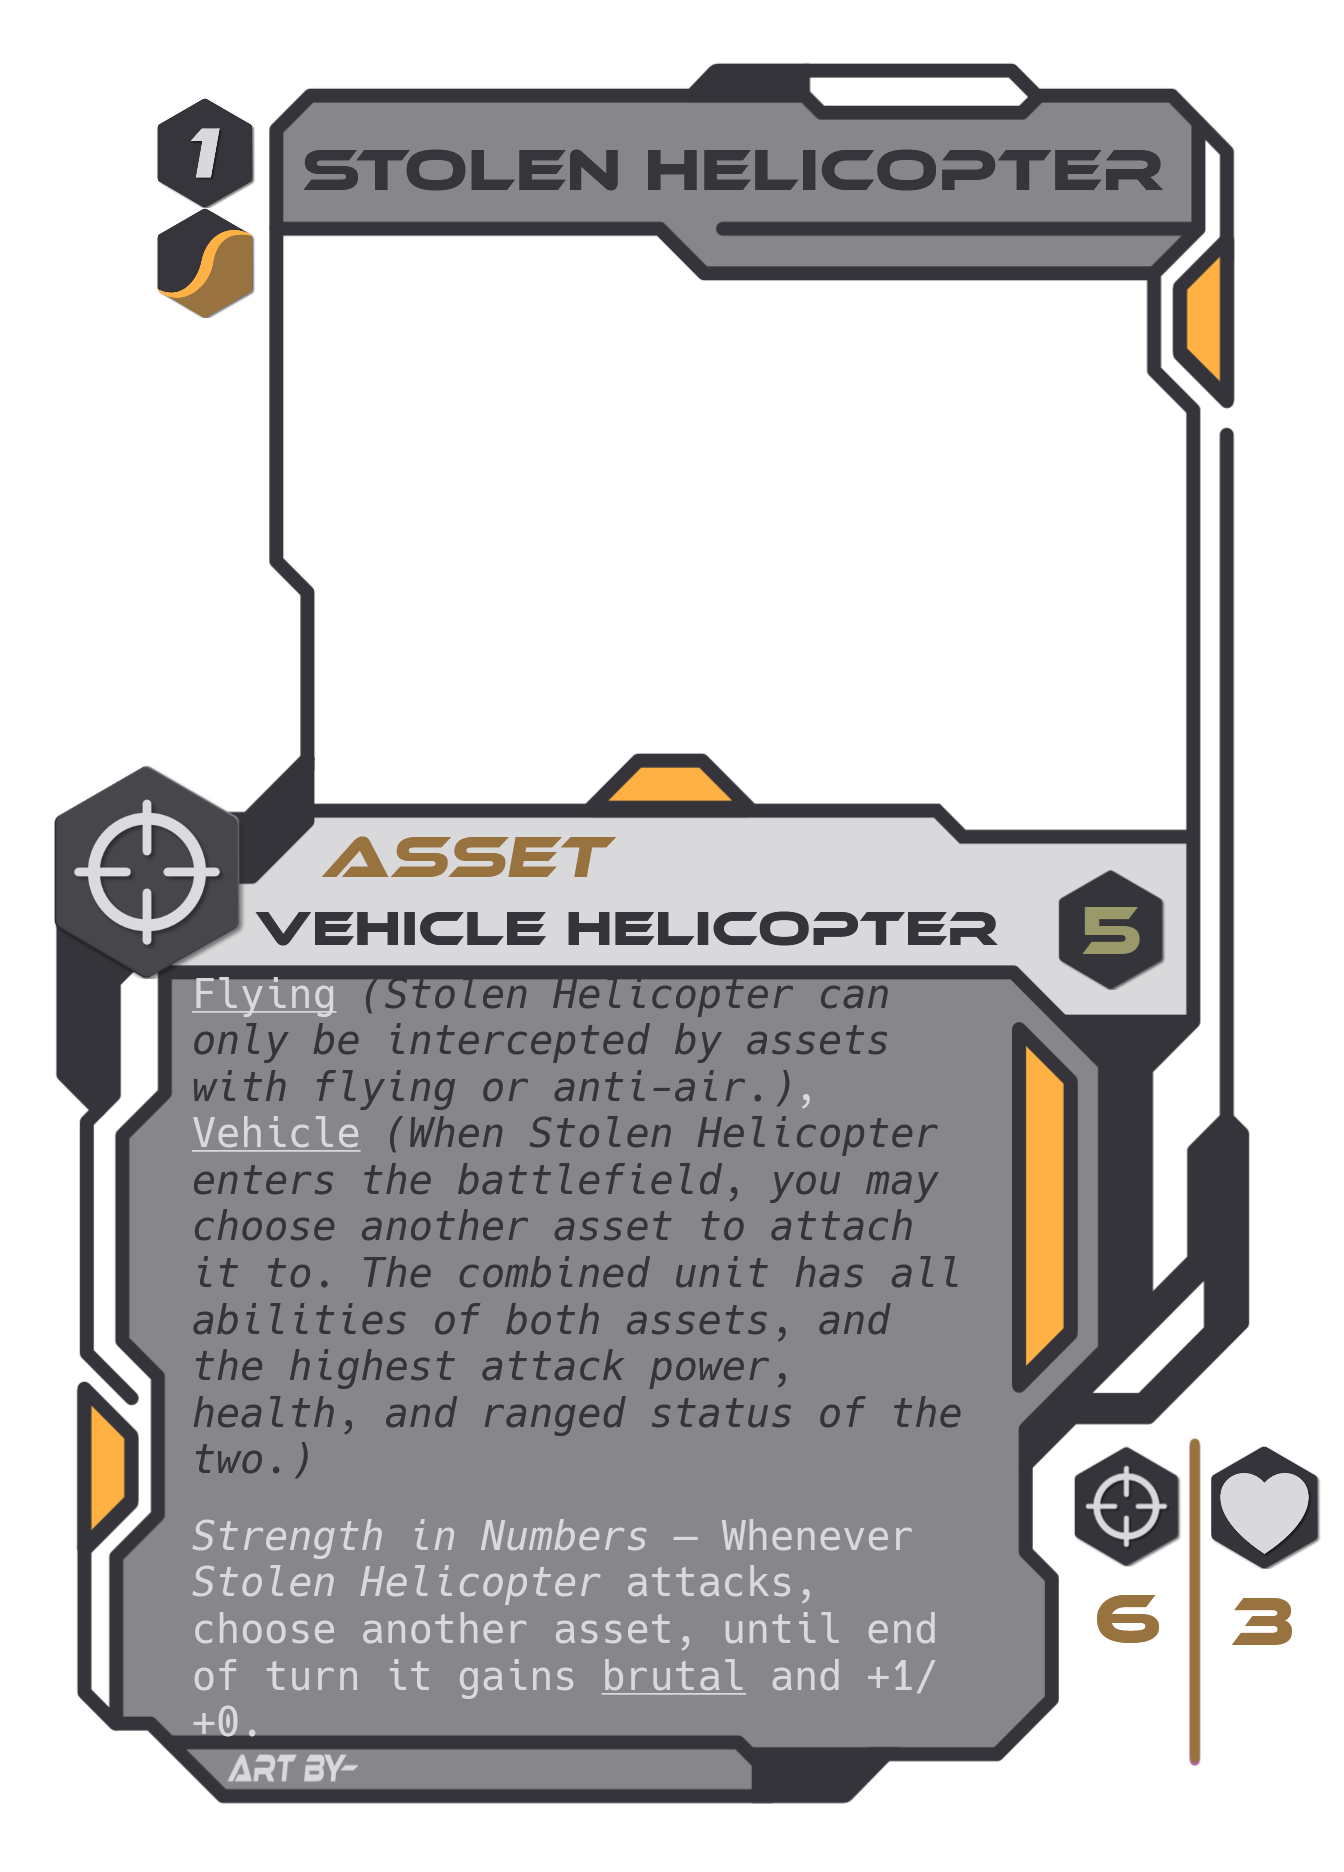 1
STOLEN HELICOPTER
ASSET
VEHICLE HELICOPTER
5
Flying (Stolen Helicopter can
only be intercepted by assets
with flying or anti-air.),
Vehicle (When Stolen Helicopter
enters the battlefield, you may
choose another asset to attach
it to. The combined unit has all
abilities of both assets, and
the highest attack power,
health, and ranged status of the
two.)
Strength in Numbers — Whenever
Stolen Helicopter attacks,
choose another asset, until end
of turn it gains brutal and +1/
+0.
6
3
ART BY-